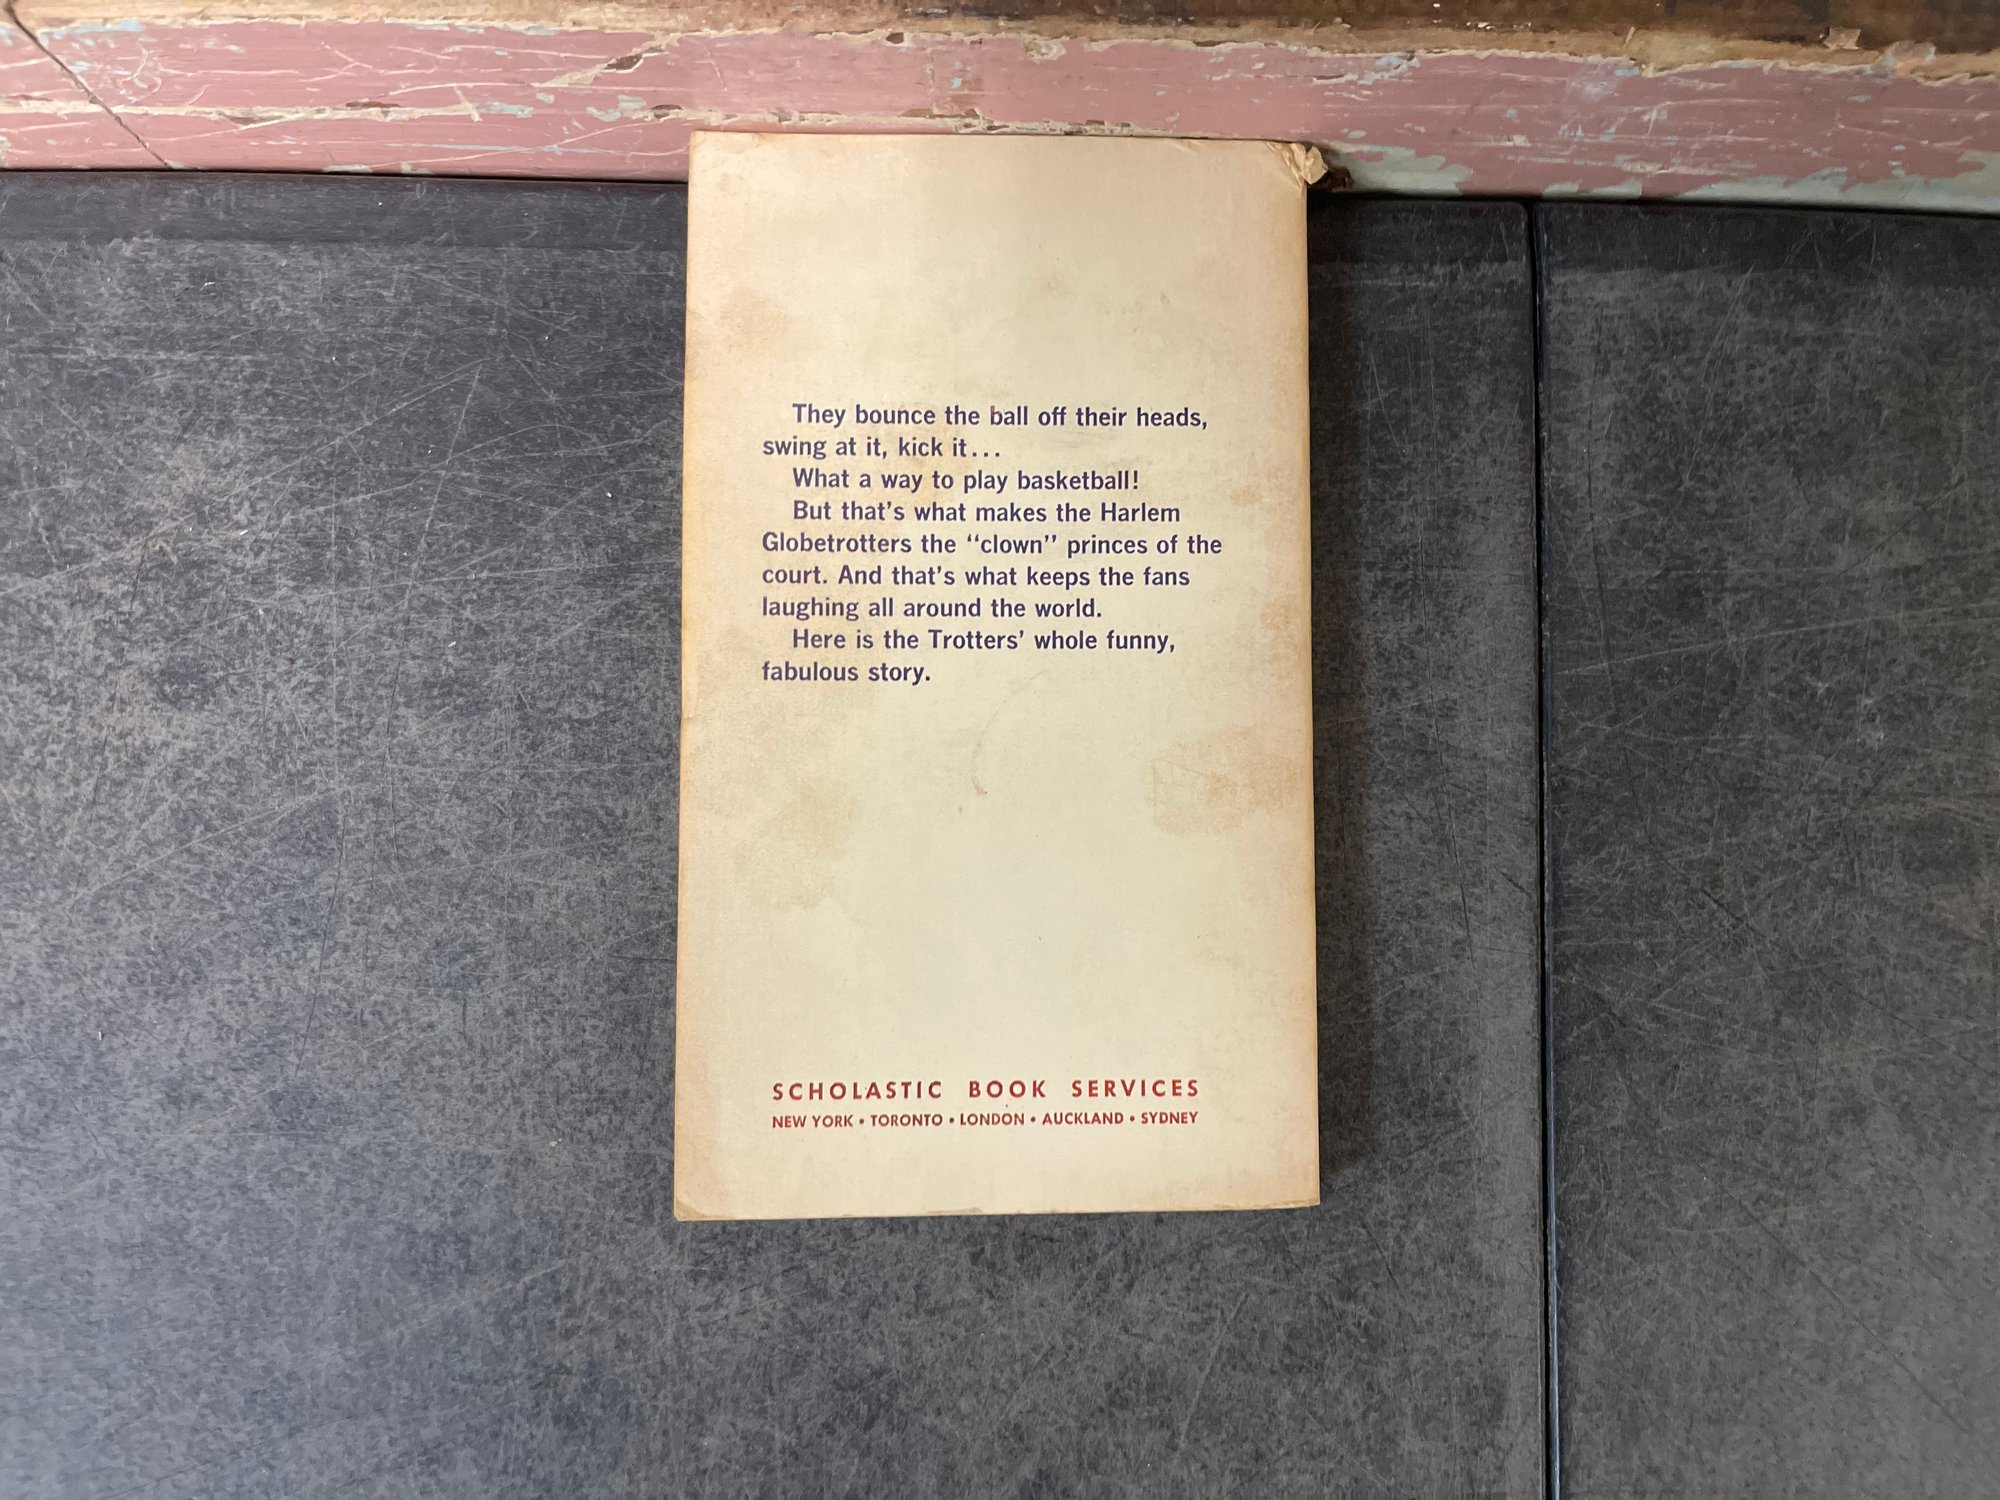 They bounce the ball off their heads,
swing at it, kick it...
What a way to play basketball!
But that's what makes the Harlem
Globetrotters the "clown" princes of the
court. And that's what keeps the fans
laughing all around the world.
Here is the Trotters' whole funny,
fabulous story.
SCHOLASTIC BOOK SERVICES
NEW YORK • TORONTO • LONDON • AUCKLAND • SYDNEY